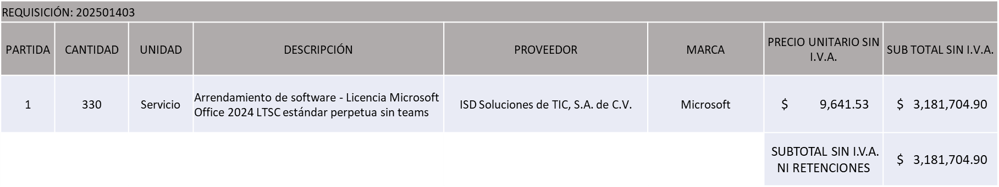 REQUISICIÓN: 202501403
PARTIDA CANTIDAD UNIDAD DESCRIPCIÓN PROVEEDOR MARCA PRECIO UNITARIO SIN I.V.A. SUB TOTAL SIN I.V.A.
1 330 Servicio Arrendamiento de software - Licencia Microsoft Office 2024 LTSC estándar perpetua sin teams ISD Soluciones de TIC, S.A. de C.V. Microsoft $ 9,641.53 $ 3,181,704.90
SUBTOTAL SIN I.V.A. NI RETENCIONES $ 3,181,704.90